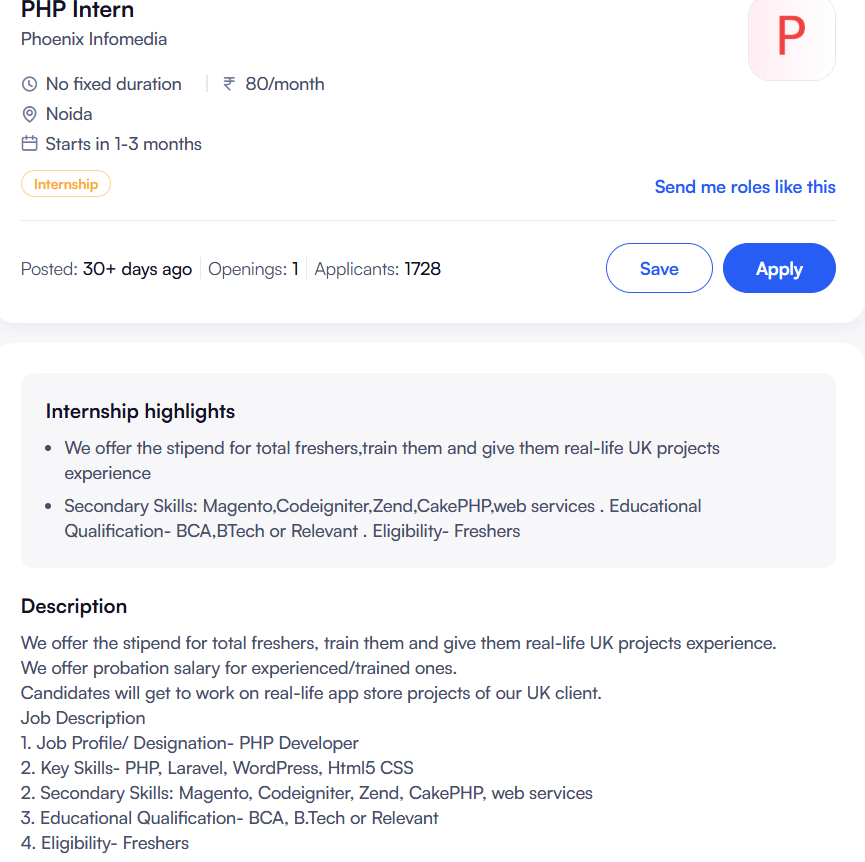 PHP Intern
Phoenix Infomedia
P
No fixed duration ₹ 80/month
Noida
Starts in 1-3 months
Internship
Send me roles like this
Posted: 30+ days ago Openings: 1 Applicants: 1728
Save
Apply
Internship highlights
• We offer the stipend for total freshers,train them and give them real-life UK projects
experience
• Secondary Skills: Magento,Codeigniter,Zend,CakePHP,web services . Educational
Qualification- BCA,BTech or Relevant . Eligibility- Freshers
Description
We offer the stipend for total freshers, train them and give them real-life UK projects experience.
We offer probation salary for experienced/trained ones.
Candidates will get to work on real-life app store projects of our UK client.
Job Description
1. Job Profile/ Designation- PHP Developer
2. Key Skills- PHP, Laravel, WordPress, Html5 CSS
2. Secondary Skills: Magento, Codeigniter, Zend, CakePHP, web services
3. Educational Qualification- BCA, B.Tech or Relevant
4. Eligibility- Freshers